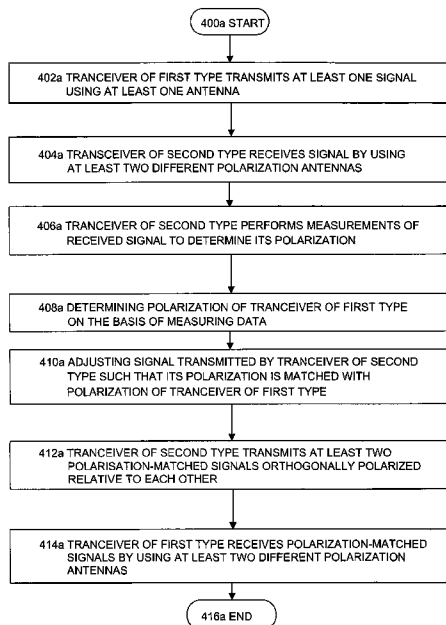 400a START
402a TRANCEIVER OF FIRST TYPE TRANSMITS AT LEAST ONE SIGNAL
USING AT LEAST ONE ANTENNA
404a TRANSCEIVER OF SECOND TYPE RECEIVES SIGNAL BY USING
AT LEAST TWO DIFFERENT POLARIZATION ANTENNAS
406a TRANCEIVER OF SECOND TYPE PERFORMS MEASUREMENTS OF
RECEIVED SIGNAL TO DETERMINE ITS POLARIZATION
408a DETERMINING POLARIZATION OF TRANCEIVER OF FIRST TYPE
ON THE BASIS OF MEASURING DATA
410a ADJUSTING SIGNAL TRANSMITTED BY TRANCEIVER OF SECOND
TYPE SUCH THAT ITS POLARIZATION IS MATCHED WITH
POLARIZATION OF TRANCEIVER OF FIRST TYPE
412a TRANCEIVER OF SECOND TYPE TRANSMITS AT LEAST TWO
POLARISATION-MATCHED SIGNALS ORTHOGONALLY POLARIZED
RELATIVE TO EACH OTHER
414a TRANCEIVER OF FIRST TYPE RECEIVES POLARIZATION-MATCHED
SIGNALS BY USING AT LEAST TWO DIFFERENT POLARIZATION
ANTENNAS
416a END